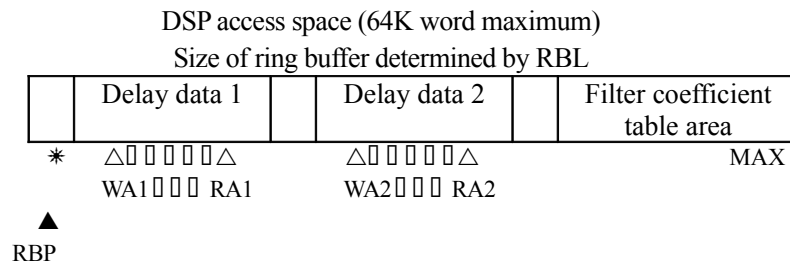 DSP access space (64K word maximum)
Size of ring buffer determined by RBL
Delay data 1 Delay data 2 Filter coefficient
table area
✴ △▯▯▯▯▯△ △▯▯▯▯▯△ MAX
WA1▯▯▯ RA1 WA2▯▯▯ RA2
▲
RBP